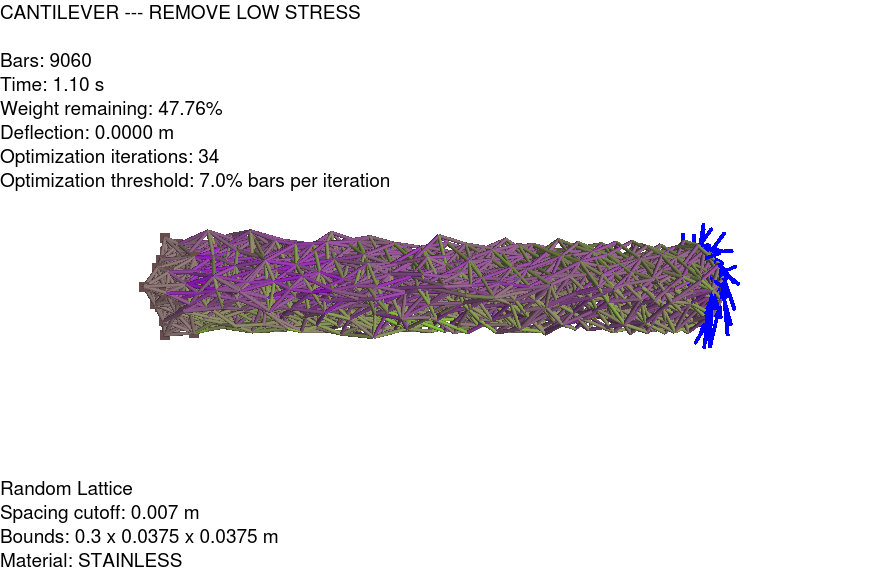 CANTILEVER --- REMOVE LOW STRESS
Bars: 9060
Time: 1.10 s
Weight remaining: 47.76%
Deflection: 0.0000 m
Optimization iterations: 34
Optimization threshold: 7.0% bars per iteration
Random Lattice
Spacing cutoff: 0.007 m
Bounds: 0.3 x 0.0375 x 0.0375 m
Material: STAINLESS